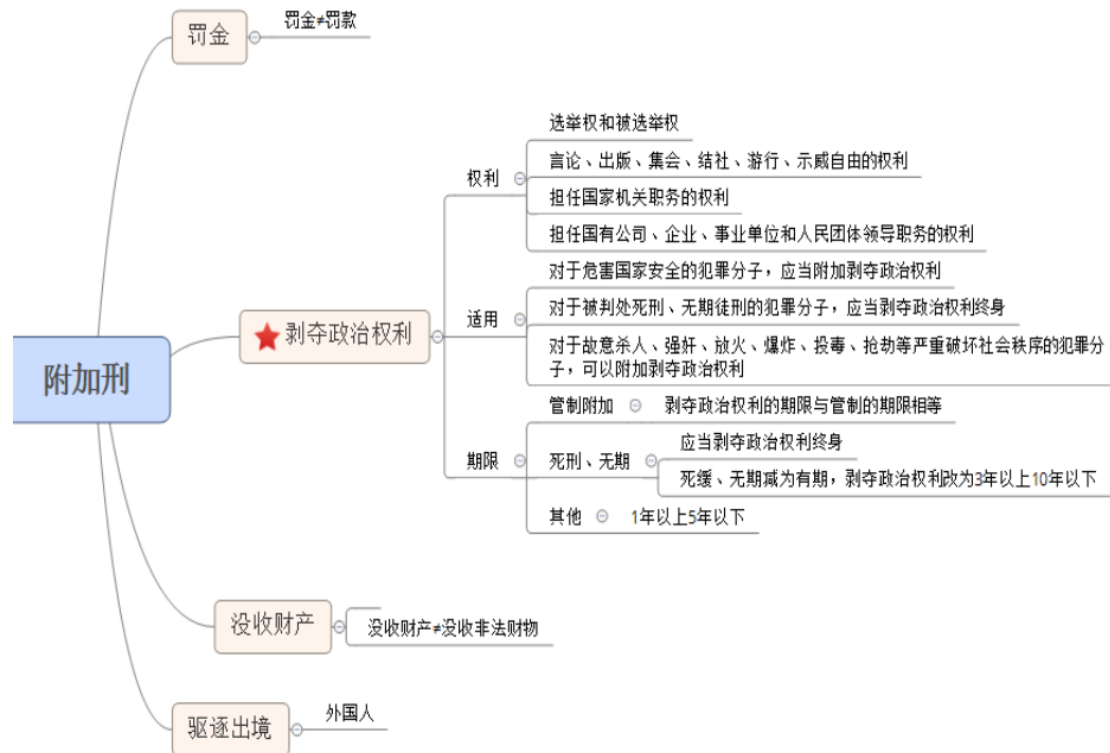 附加刑
罚金
罚金≠罚款
剥夺政治权利
权利
选举权和被选举权
言论、出版、集会、结社、游行、示威自由的权利
担任国家机关职务的权利
担任国有公司、企业、事业单位和人民团体领导职务的权利
适用
对于危害国家安全的犯罪分子，应当附加剥夺政治权利
对于被判处死刑、无期徒刑的犯罪分子，应当剥夺政治权利终身
对于故意杀人、强奸、放火、爆炸、投毒、抢劫等严重破坏社会秩序的犯罪分
子，可以附加剥夺政治权利
期限
管制附加
剥夺政治权利的期限与管制的期限相等
死刑、无期
应当剥夺政治权利终身
死缓、无期减为有期，剥夺政治权利改为3年以上10年以下
其他
1年以上5年以下
没收财产
没收财产≠没收非法财物
驱逐出境
外国人